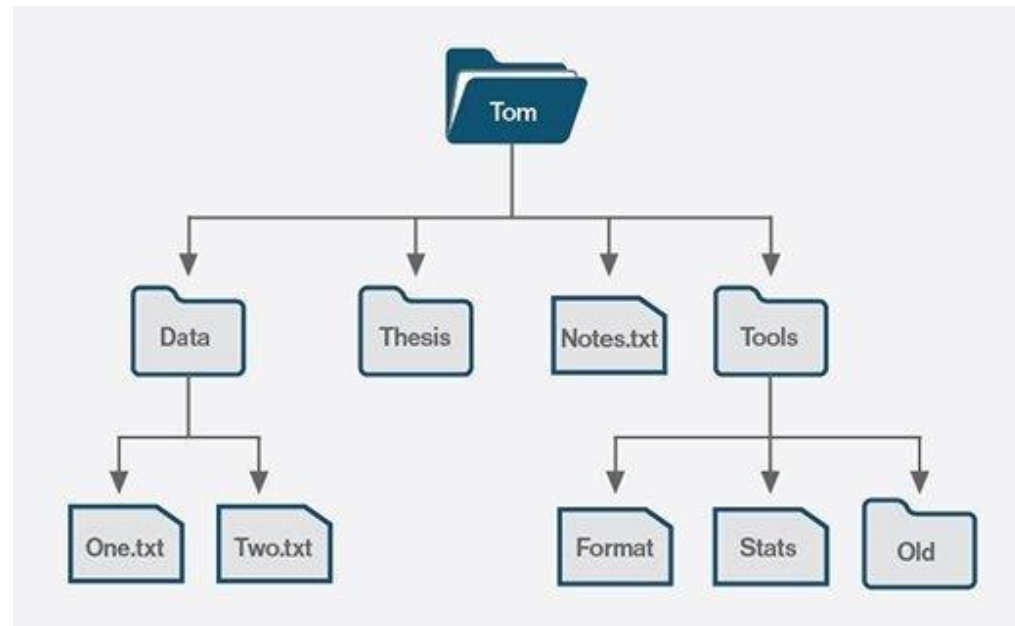 Tom
Data
Thesis
Notes.txt
Tools
One.txt
Two.txt
Format
Stats
Old